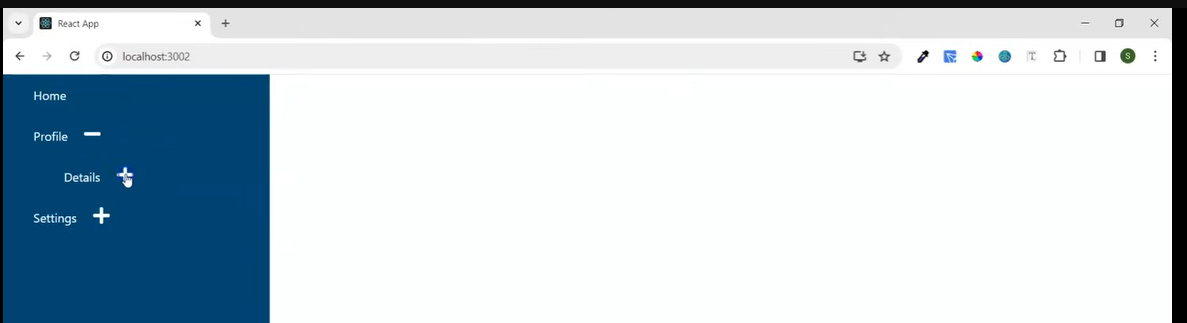 React App
localhost:3002
S
Home
Profile
Details
Settings